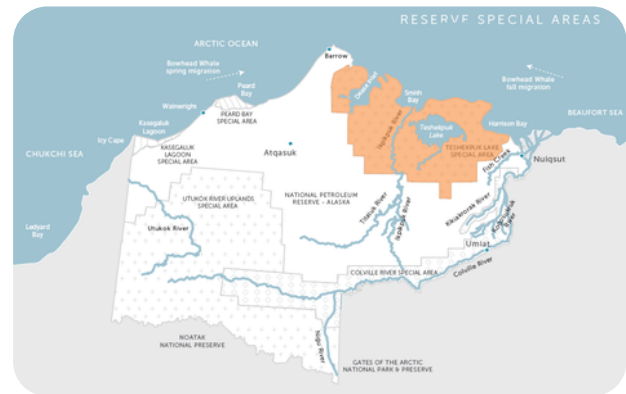 RESERVE SPECIAL AREAS
ARCTIC OCEAN
Barrow
Bowhead Whale
spring migration
Bowhead Whale
fall migration
Dease Inlet
Smith
Bay
Peard
Bay
Wainwright
PEARD BAY
SPECIAL AREA
BEAUFORT SEA
Harrison Bay
Ikpikpuk River
Teshekpuk
Lake
TESHEKPUK LAKE
SPECIAL AREA
Kasegaluk
Lagoon
Icy Cape
KASEGALUK
LAGOON
SPECIAL AREA
CHUKCHI SEA
Atqasuk
Fish Creek
Nuiqsut
NATIONAL PETROLEUM
RESERVE - ALASKA
UTUKOK RIVER UPLANDS
SPECIAL AREA
Titaluk River
Ikpikpuk River
Kikiakrorak River
River
Ladyard
Bay
Utukok River
Umiat
Colville River
COLVILLE RIVER SPECIAL AREA
NOATAK
NATIONAL PRESERVE
River
GATES OF THE ARCTIC
NATIONAL PARK & PRESERVE